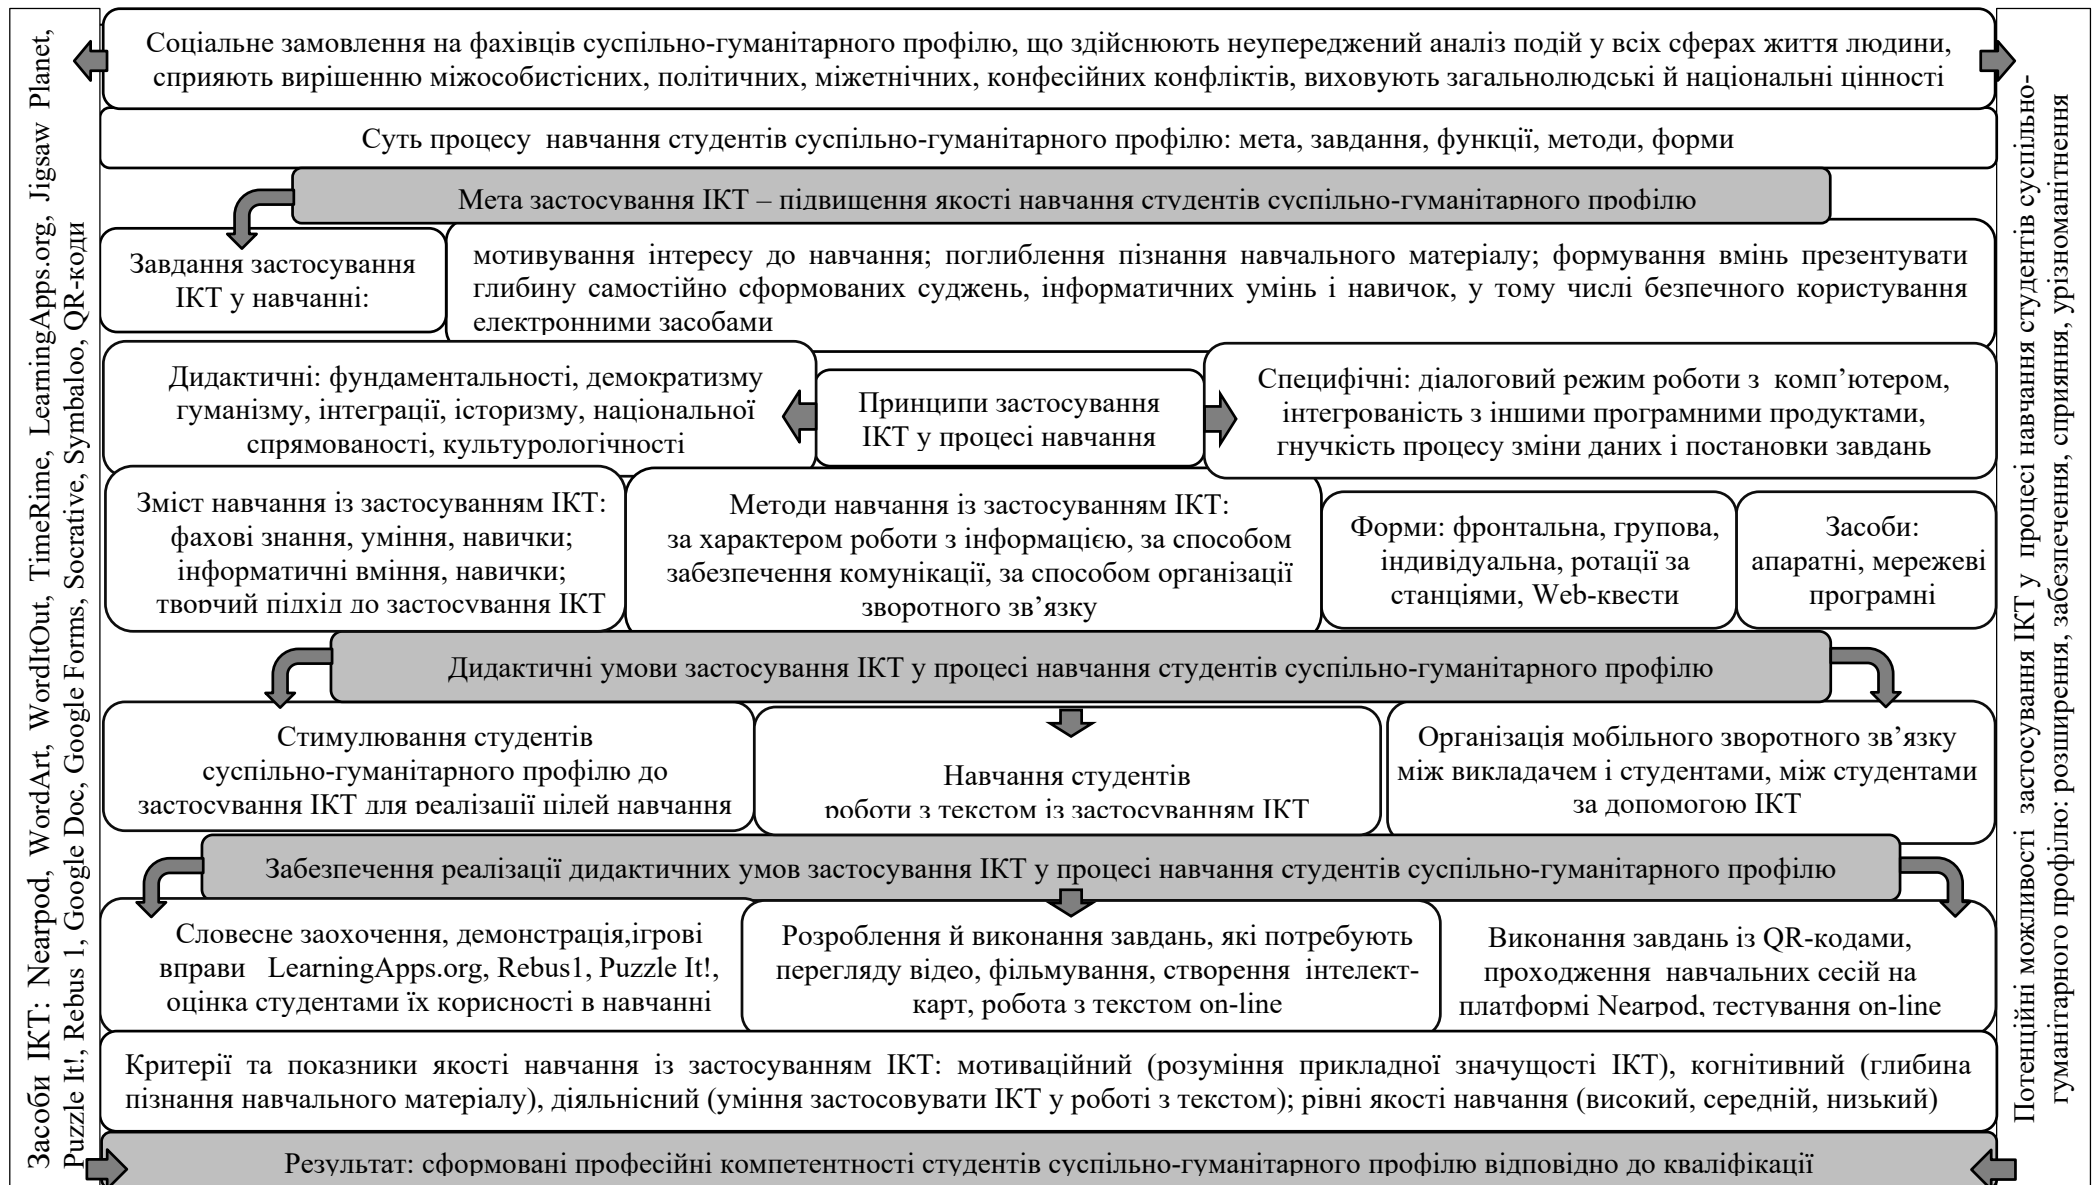 Засоби ІКТ: Nearpod, WordArt, WordItOut, TimeRime, LearningApps.org, Jigsaw Planet,
Puzzle It!, Rebus 1, Google Doc, Google Forms, Socrative, Symbaloo, QR-коди
Соціальне замовлення на фахівців суспільно-гуманітарного профілю, що здійснюють неупереджений аналіз подій у всіх сферах життя людини,
сприяють вирішенню міжособистісних, політичних, міжетнічних, конфесійних конфліктів, виховують загальнолюдські й національні цінності
Суть процесу навчання студентів суспільно-гуманітарного профілю: мета, завдання, функції, методи, форми
Мета застосування ІКТ – підвищення якості навчання студентів суспільно-гуманітарного профілю
Завдання застосування
ІКТ у навчанні:
мотивування інтересу до навчання; поглиблення пізнання навчального матеріалу; формування вмінь презентувати
глибину самостійно сформованих суджень, інформатичних умінь і навичок, у тому числі безпечного користування
електронними засобами
Дидактичні: фундаментальності, демократизму
гуманізму, інтеграції, історизму, національної
спрямованості, культурологічності
Принципи застосування
ІКТ у процесі навчання
Специфічні: діалоговий режим роботи з комп’ютером,
інтегрованість з іншими програмними продуктами,
гнучкість процесу зміни даних і постановки завдань
Зміст навчання із застосуванням ІКТ:
фахові знання, уміння, навички;
інформатичні вміння, навички;
творчий підхід до застосування ІКТ
Методи навчання із застосуванням ІКТ:
за характером роботи з інформацією, за способом
забезпечення комунікації, за способом організації
зворотного зв’язку
Форми: фронтальна, групова,
індивідуальна, ротації за
станціями, Web-квести
Засоби:
апаратні, мережеві
програмні
Дидактичні умови застосування ІКТ у процесі навчання студентів суспільно-гуманітарного профілю
Стимулювання студентів
суспільно-гуманітарного профілю до
застосування ІКТ для реалізації цілей навчання
Навчання студентів
роботи з текстом із застосуванням ІКТ
Організація мобільного зворотного зв’язку
між викладачем і студентами, між студентами
за допомогою ІКТ
Забезпечення реалізації дидактичних умов застосування ІКТ у процесі навчання студентів суспільно-гуманітарного профілю
Словесне заохочення, демонстрація,ігрові
вправи LearningApps.org, Rebus1, Puzzle It!,
оцінка студентами їх корисності в навчанні
Розроблення й виконання завдань, які потребують
перегляду відео, фільмування, створення інтелект-
карт, робота з текстом on-line
Виконання завдань із QR-кодами,
проходження навчальних сесій на
платформі Nearpod, тестування on-line
Критерії та показники якості навчання із застосуванням ІКТ: мотиваційний (розуміння прикладної значущості ІКТ), когнітивний (глибина
пізнання навчального матеріалу), діяльнісний (уміння застосовувати ІКТ у роботі з текстом); рівні якості навчання (високий, середній, низький)
Результат: сформовані професійні компетентності студентів суспільно-гуманітарного профілю відповідно до кваліфікації
Потенційні можливості застосування ІКТ у процесі навчання студентів суспільно-
гуманітарного профілю: розширення, забезпечення, сприяння, урізноманітнення